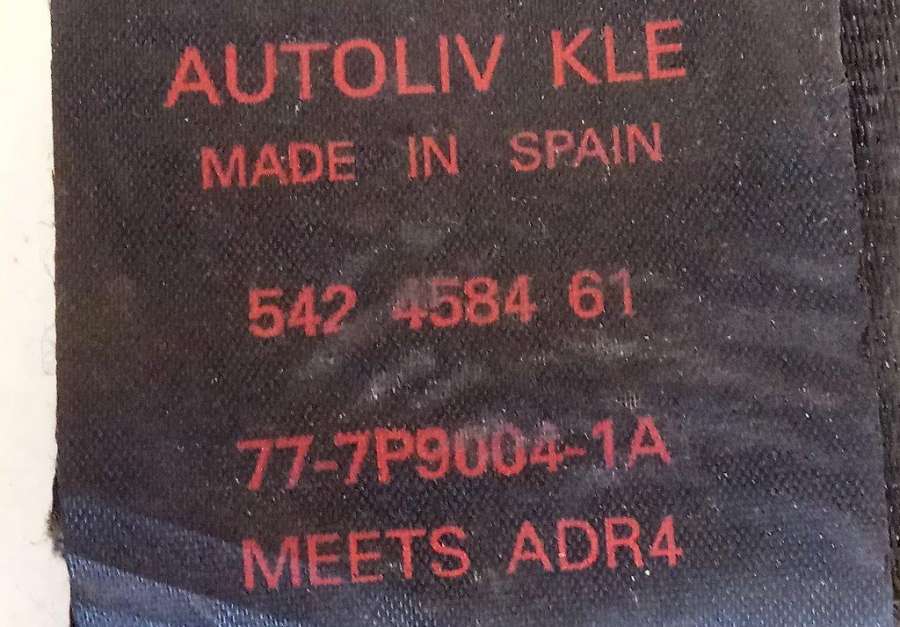 AUTOLIV KLE
MADE IN SPAIN
542 4584 61
77-7P9004-1A
MEETS ADR4